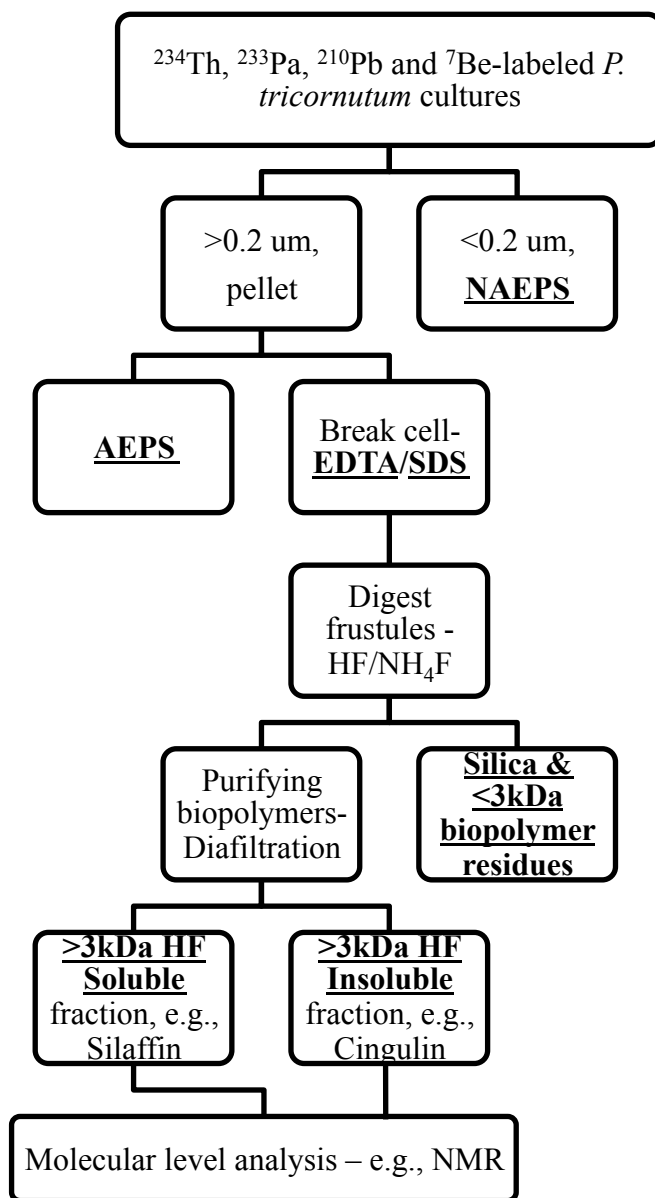 ²³⁴Th, ²³³Pa, ²¹⁰Pb and ⁷Be-labeled P.
tricornutum cultures
>0.2 um,
pellet
<0.2 um,
NAEPS
AEPS
Break cell-
EDTA/SDS
Digest
frustules -
HF/NH₄F
Purifying
biopolymers-
Diafiltration
Silica &
<3kDa
biopolymer
residues
>3kDa HF
Soluble
fraction, e.g.,
Silaffin
>3kDa HF
Insoluble
fraction, e.g.,
Cingulin
Molecular level analysis – e.g., NMR